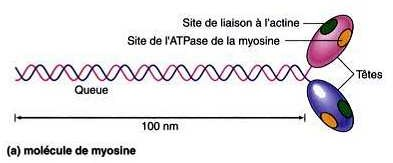 Site de liaison à l'actine
Site de l'ATPase de la myosine
Têtes
Queue
100 nm
(a) molécule de myosine